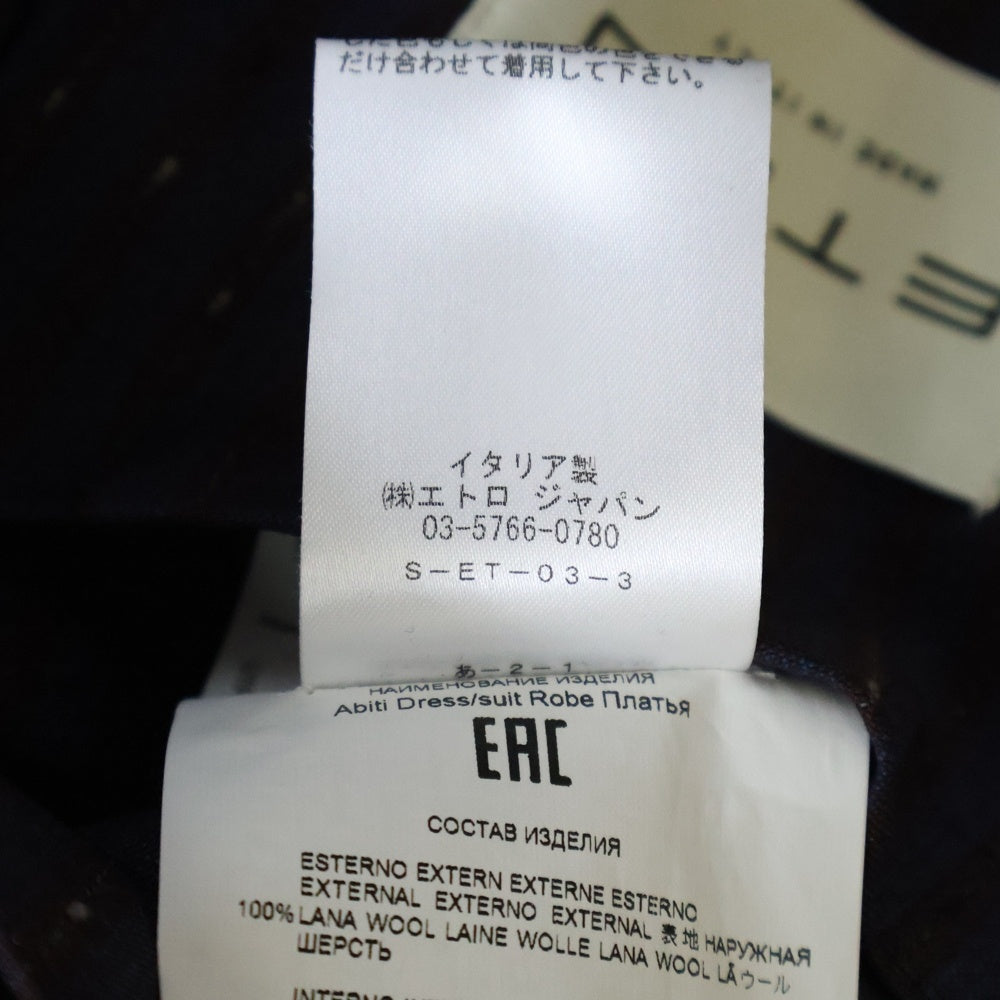 だけ合わせて着用して下さい。
イタリア製
㈱エトロ ジャパン
03-5766-0780
S-ET-03-3
あ-2-1
НАИМЕНОВАНИЕ ИЗДЕЛИЯ
Abiti Dress/suit Robe Платья
EAC
СОСТАВ ИЗДЕЛИЯ
ESTERNO EXTERN EXTERNE ESTERNO
EXTERNAL EXTERNO EXTERNAL 表地 НАРУЖНАЯ
100% LANA WOOL LAINE WOLLE LANA WOOL LÃ ウール
ШЕРСТЬ
INTERNO
ET